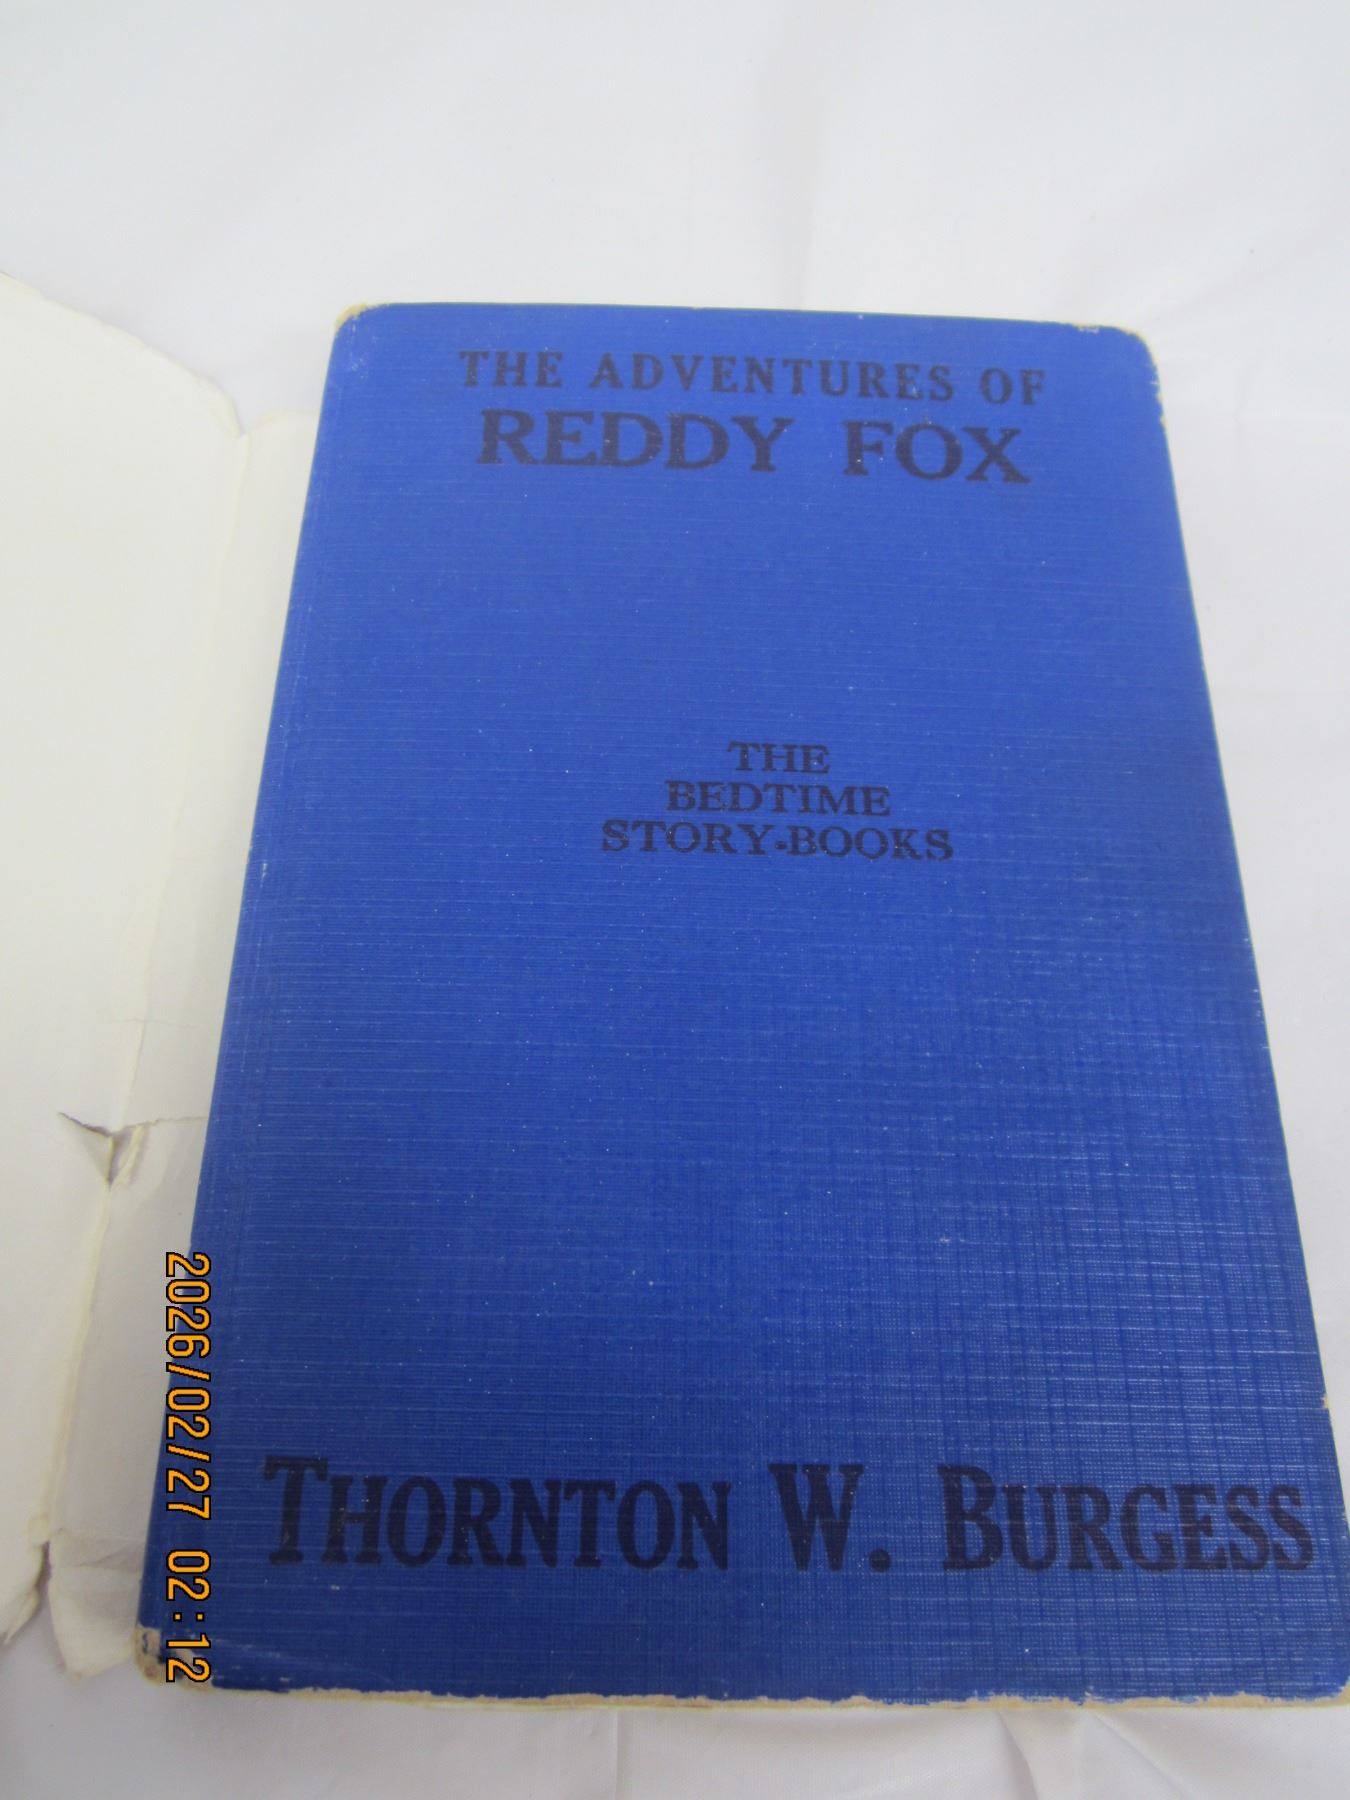 THE ADVENTURES OF
REDDY FOX
THE
BEDTIME
STORY-BOOKS
THORNTON W. BURGESS
2026/02/27 02:12